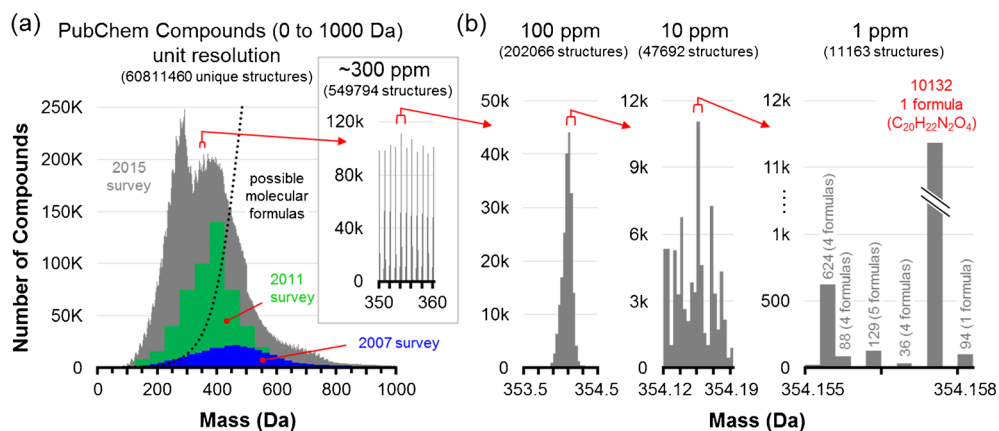 (a)
PubChem Compounds (0 to 1000 Da)
unit resolution
(60811460 unique structures)
Number of Compounds
250K
200K
150K
100K
50K
0
2015
survey
possible
molecular
formulas
2011
survey
2007 survey
0 200 400 600 800 1000
Mass (Da)
~300 ppm
(549794 structures)
120k
80k
40k
0
350 360
(b)
100 ppm
(202066 structures)
50k
40k
30k
20k
10k
0
353.5 354.5
10 ppm
(47692 structures)
12k
9k
6k
3k
0
354.12 354.19
1 ppm
(11163 structures)
10132
1 formula
(C20H22N2O4)
12k
11k
1k
500
0
624 (4 formulas)
88 (4 formulas)
129 (5 formulas)
36 (4 formulas)
94 (1 formula)
354.155 354.158
Mass (Da)